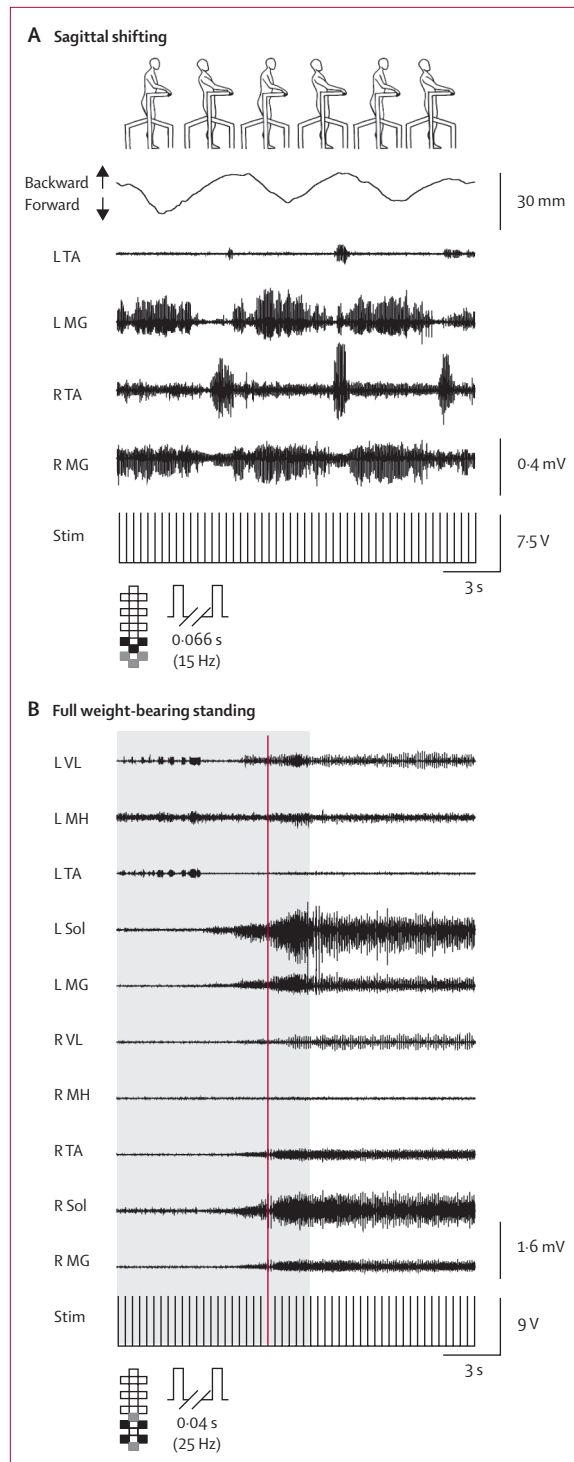 A Sagittal shifting
Backward
Forward
30 mm
L TA
L MG
R TA
R MG
0·4 mV
Stim
7·5 V
3 s
0·066 s
(15 Hz)
B Full weight-bearing standing
L VL
L MH
L TA
L Sol
L MG
R VL
R MH
R TA
R Sol
1·6 mV
R MG
Stim
9 V
3 s
0·04 s
(25 Hz)